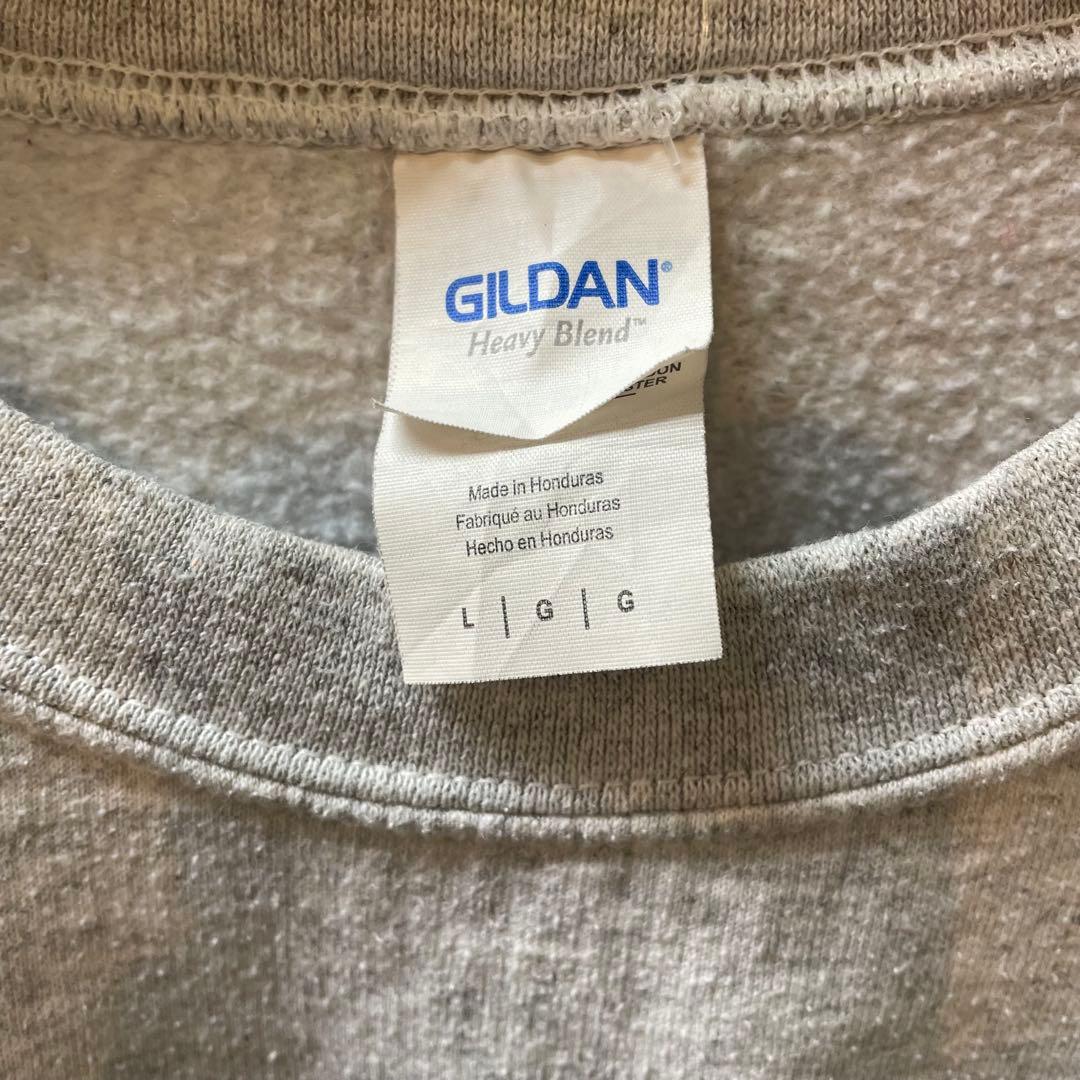 GILDAN®
Heavy Blend™
Made in Honduras
Fabriqué au Honduras
Hecho en Honduras
L | G | G